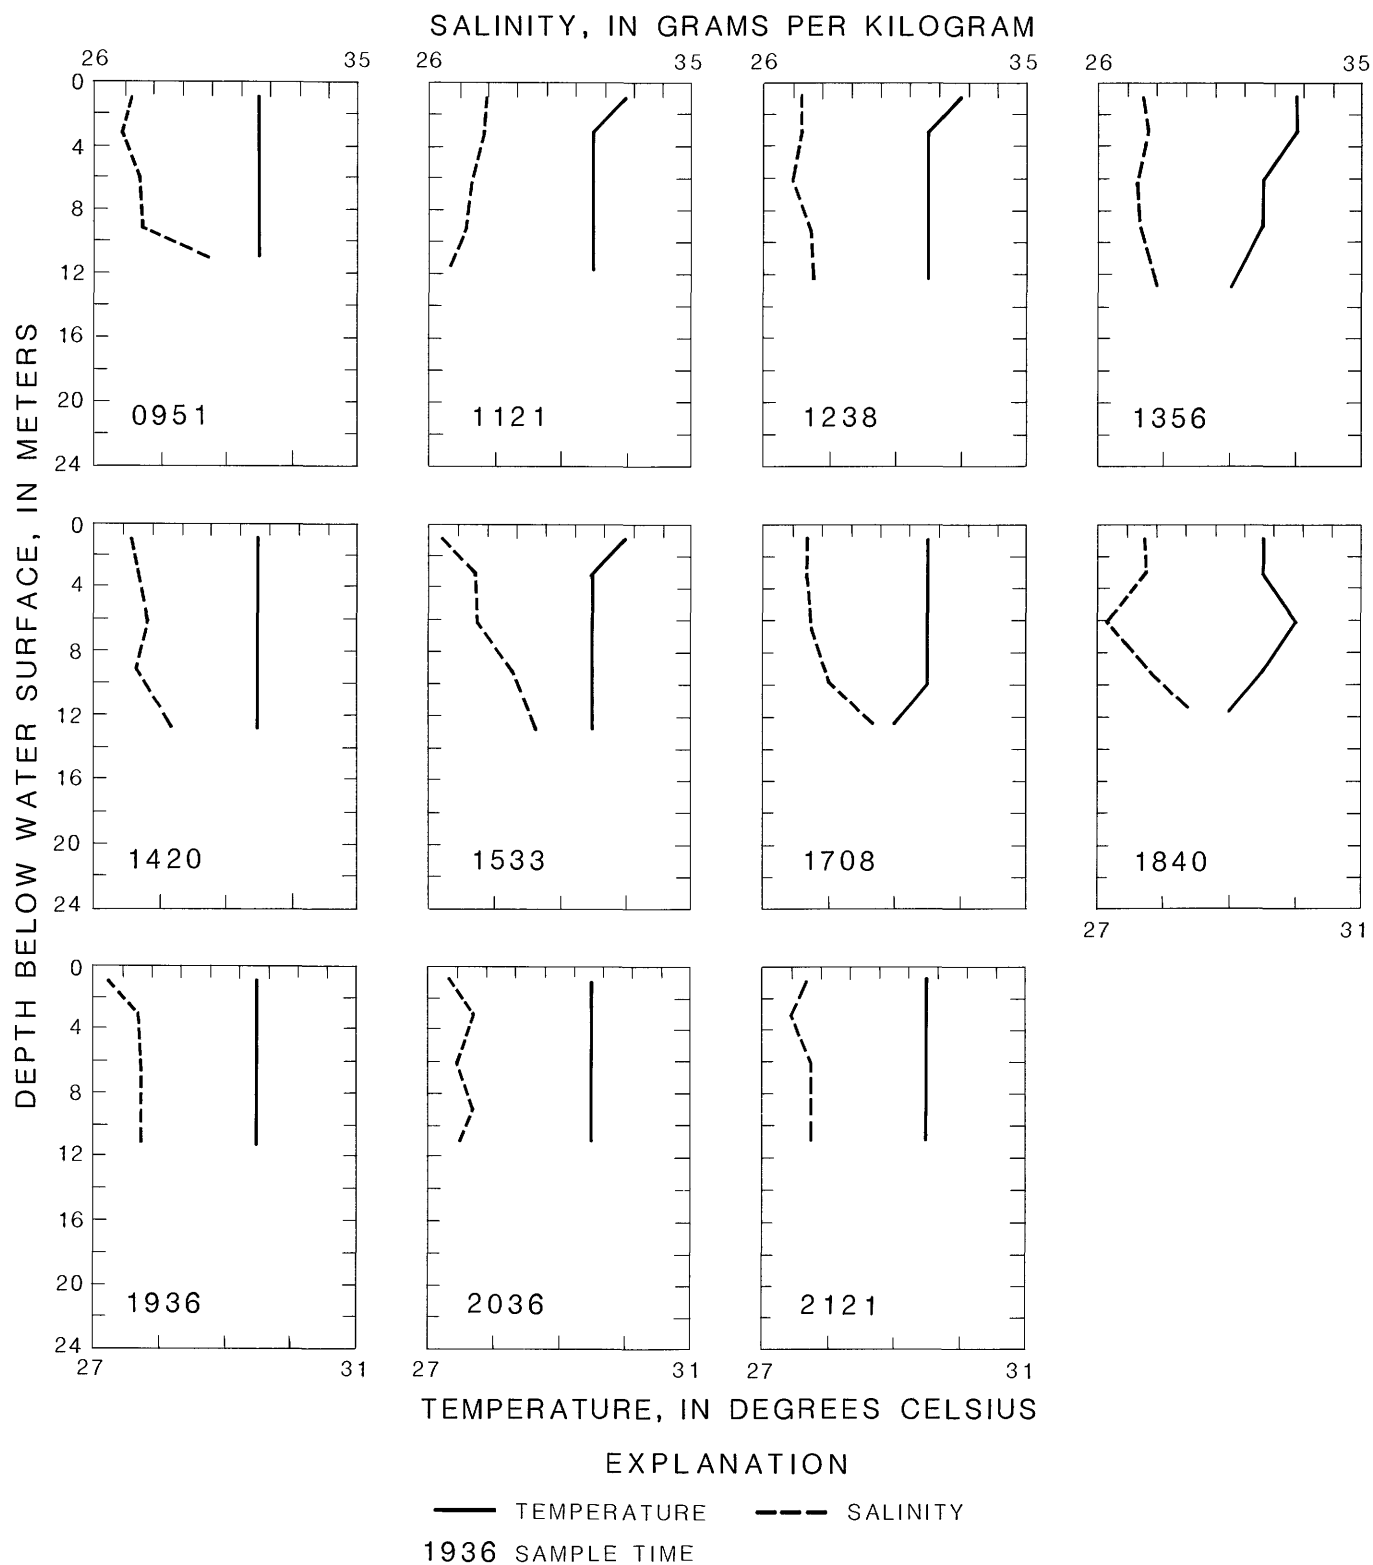 SALINITY, IN GRAMS PER KILOGRAM
26 35 26 35 26 35 26 35
0
4
8
12
16
20
24
0951 1121 1238 1356
0
4
8
12
16
20
24
1420 1533 1708 1840
27 31
0
4
8
12
16
20
24
1936 2036 2121
27 31 27 31 27 31
DEPTH BELOW WATER SURFACE, IN METERS
TEMPERATURE, IN DEGREES CELSIUS
EXPLANATION
TEMPERATURE SALINITY
1936 SAMPLE TIME